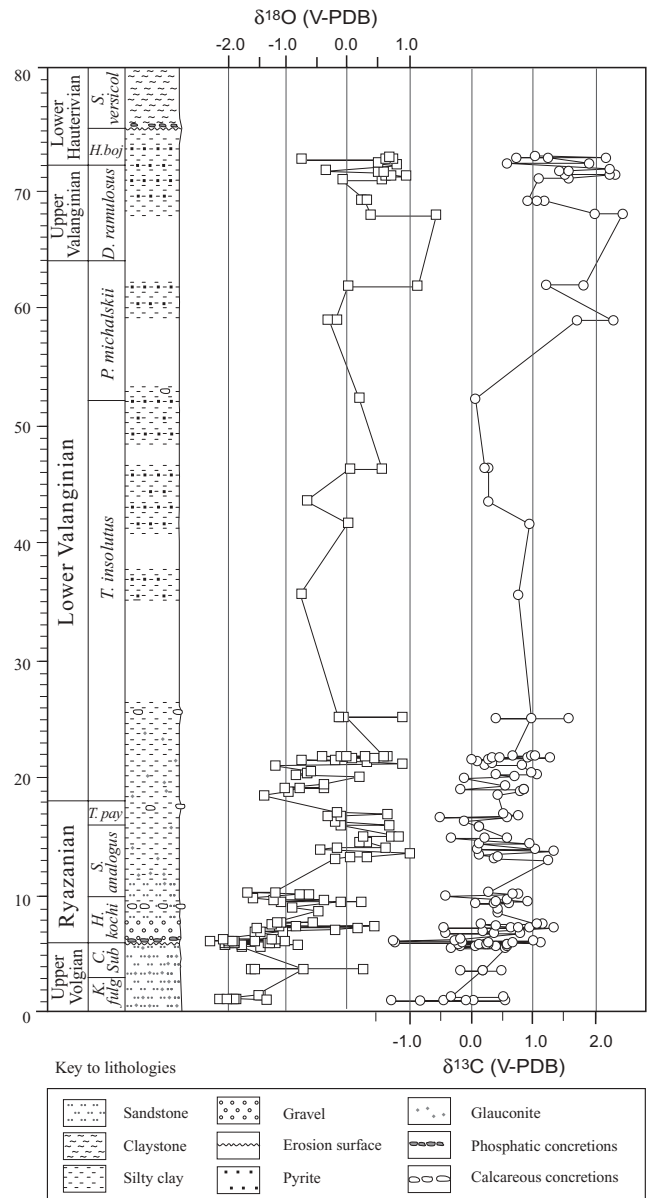 δ18O (V-PDB)
-2.0 -1.0 0.0 1.0
80
70
60
50
40
30
20
10
0
Lower Hauterivian
Upper Valanginian
Lower Valanginian
Ryazanian
Upper Volgian
S. versicol
H.boj
D. ramulosus
P. michalskii
T. insolutus
T. pay
S. analogus
H. kochi
C. Sub
K. fulg
-1.0 0.0 1.0 2.0
δ13C (V-PDB)
Key to lithologies
Sandstone Gravel Glauconite
Claystone Erosion surface Phosphatic concretions
Silty clay Pyrite Calcareous concretions